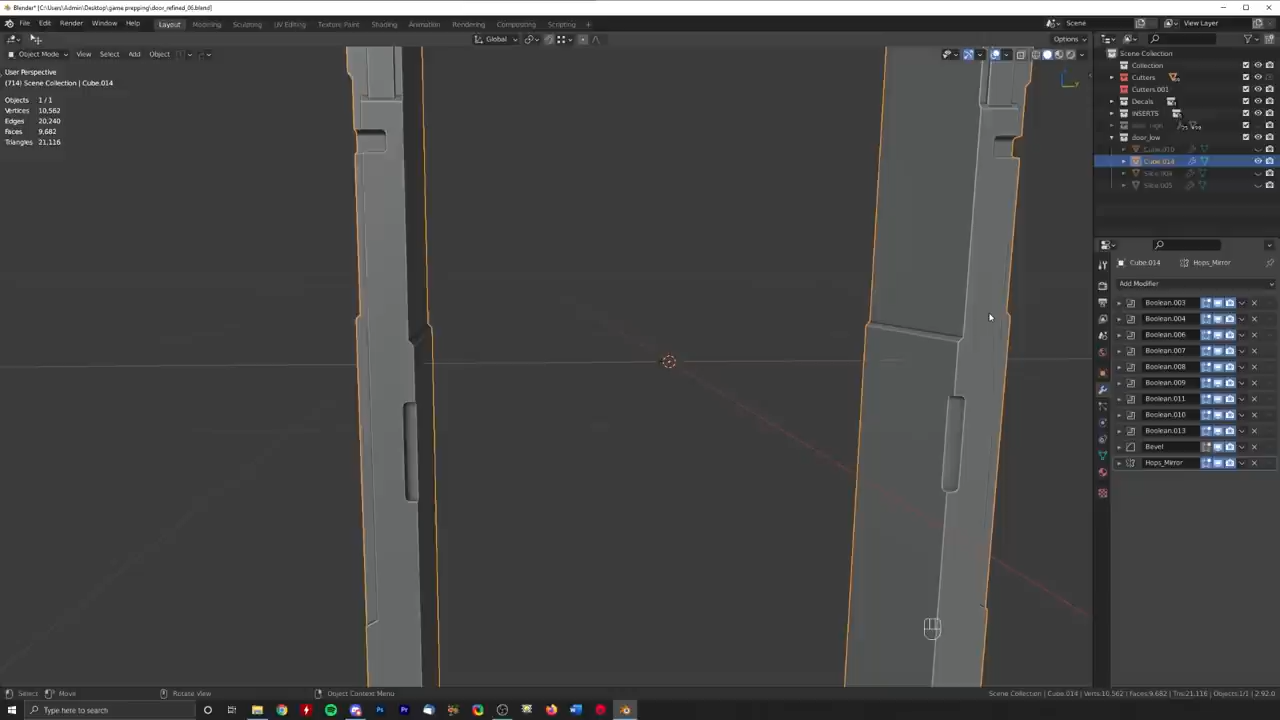 Blender* [C:\Users\Admin\Desktop\game prepping\door_refined_06.blend]
File Edit Render Window Help Layout Modeling Sculpting UV Editing Texture Paint Shading Animation Rendering Compositing Scripting + Scene View Layer
Global Options
Object Mode View Select Add Object
User Perspective
(714) Scene Collection | Cube.014
Objects 1 / 1
Vertices 10,562
Edges 20,240
Faces 9,682
Triangles 21,116
Scene Collection
Collection
Cutters
Cutters.001
Decals
INSERTS
door_high
door_low
Cube.014
Cube.014 Hops_Mirror
Add Modifier
Boolean.003
Boolean.004
Boolean.006
Boolean.007
Boolean.008
Boolean.009
Boolean.011
Boolean.010
Boolean.013
Bevel
Hops_Mirror
Select Move Rotate View Object Context Menu Scene Collection | Cube.014 | Verts:10,562 | Faces:9,682 | Tris:21,116 | Objects:1/1 | 2.92.0
Type here to search